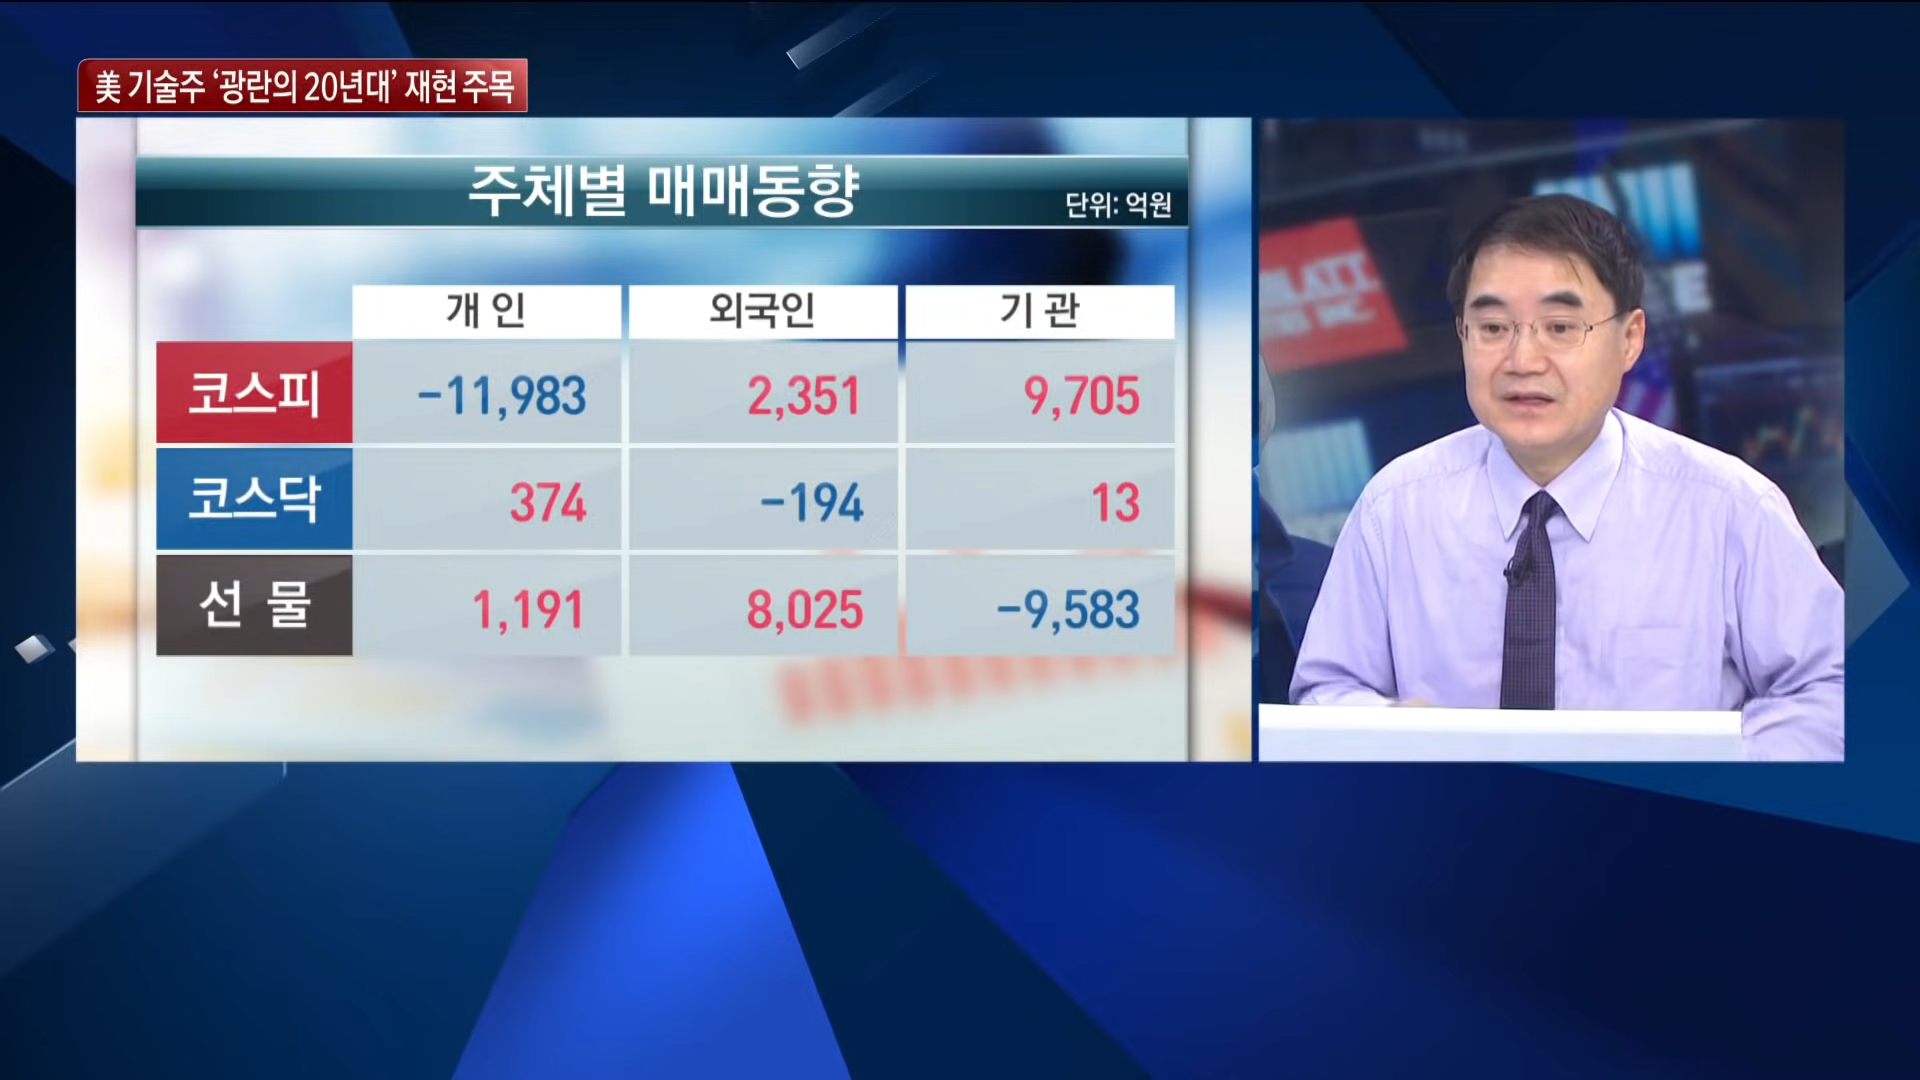 美 기술주 ‘광란의 20년대’ 재현 주목
주체별 매매동향
단위: 억원
개 인 외국인 기 관
코스피 -11,983 2,351 9,705
코스닥 374 -194 13
선 물 1,191 8,025 -9,583